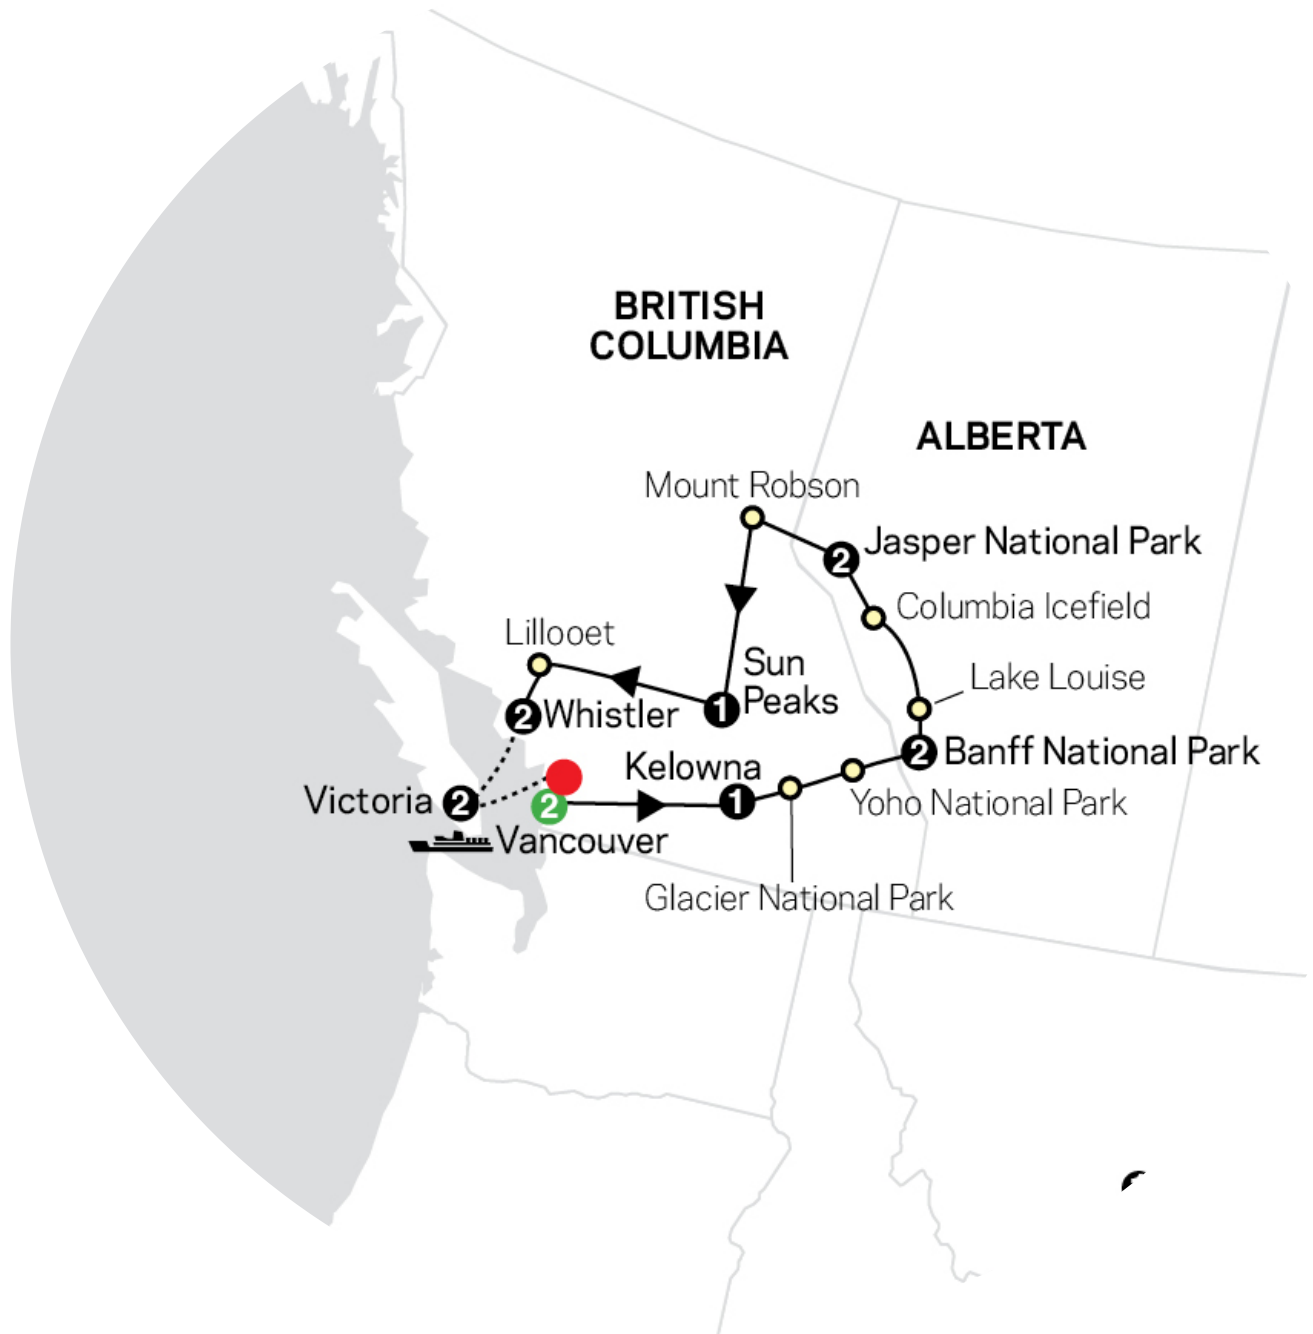 BRITISH
COLUMBIA
ALBERTA
Mount Robson
2 Jasper National Park
Columbia Icefield
Lillooet
Sun
1 Peaks
Lake Louise
2 Whistler
2 Banff National Park
Kelowna
1
Yoho National Park
Victoria 2
2
Vancouver
Glacier National Park